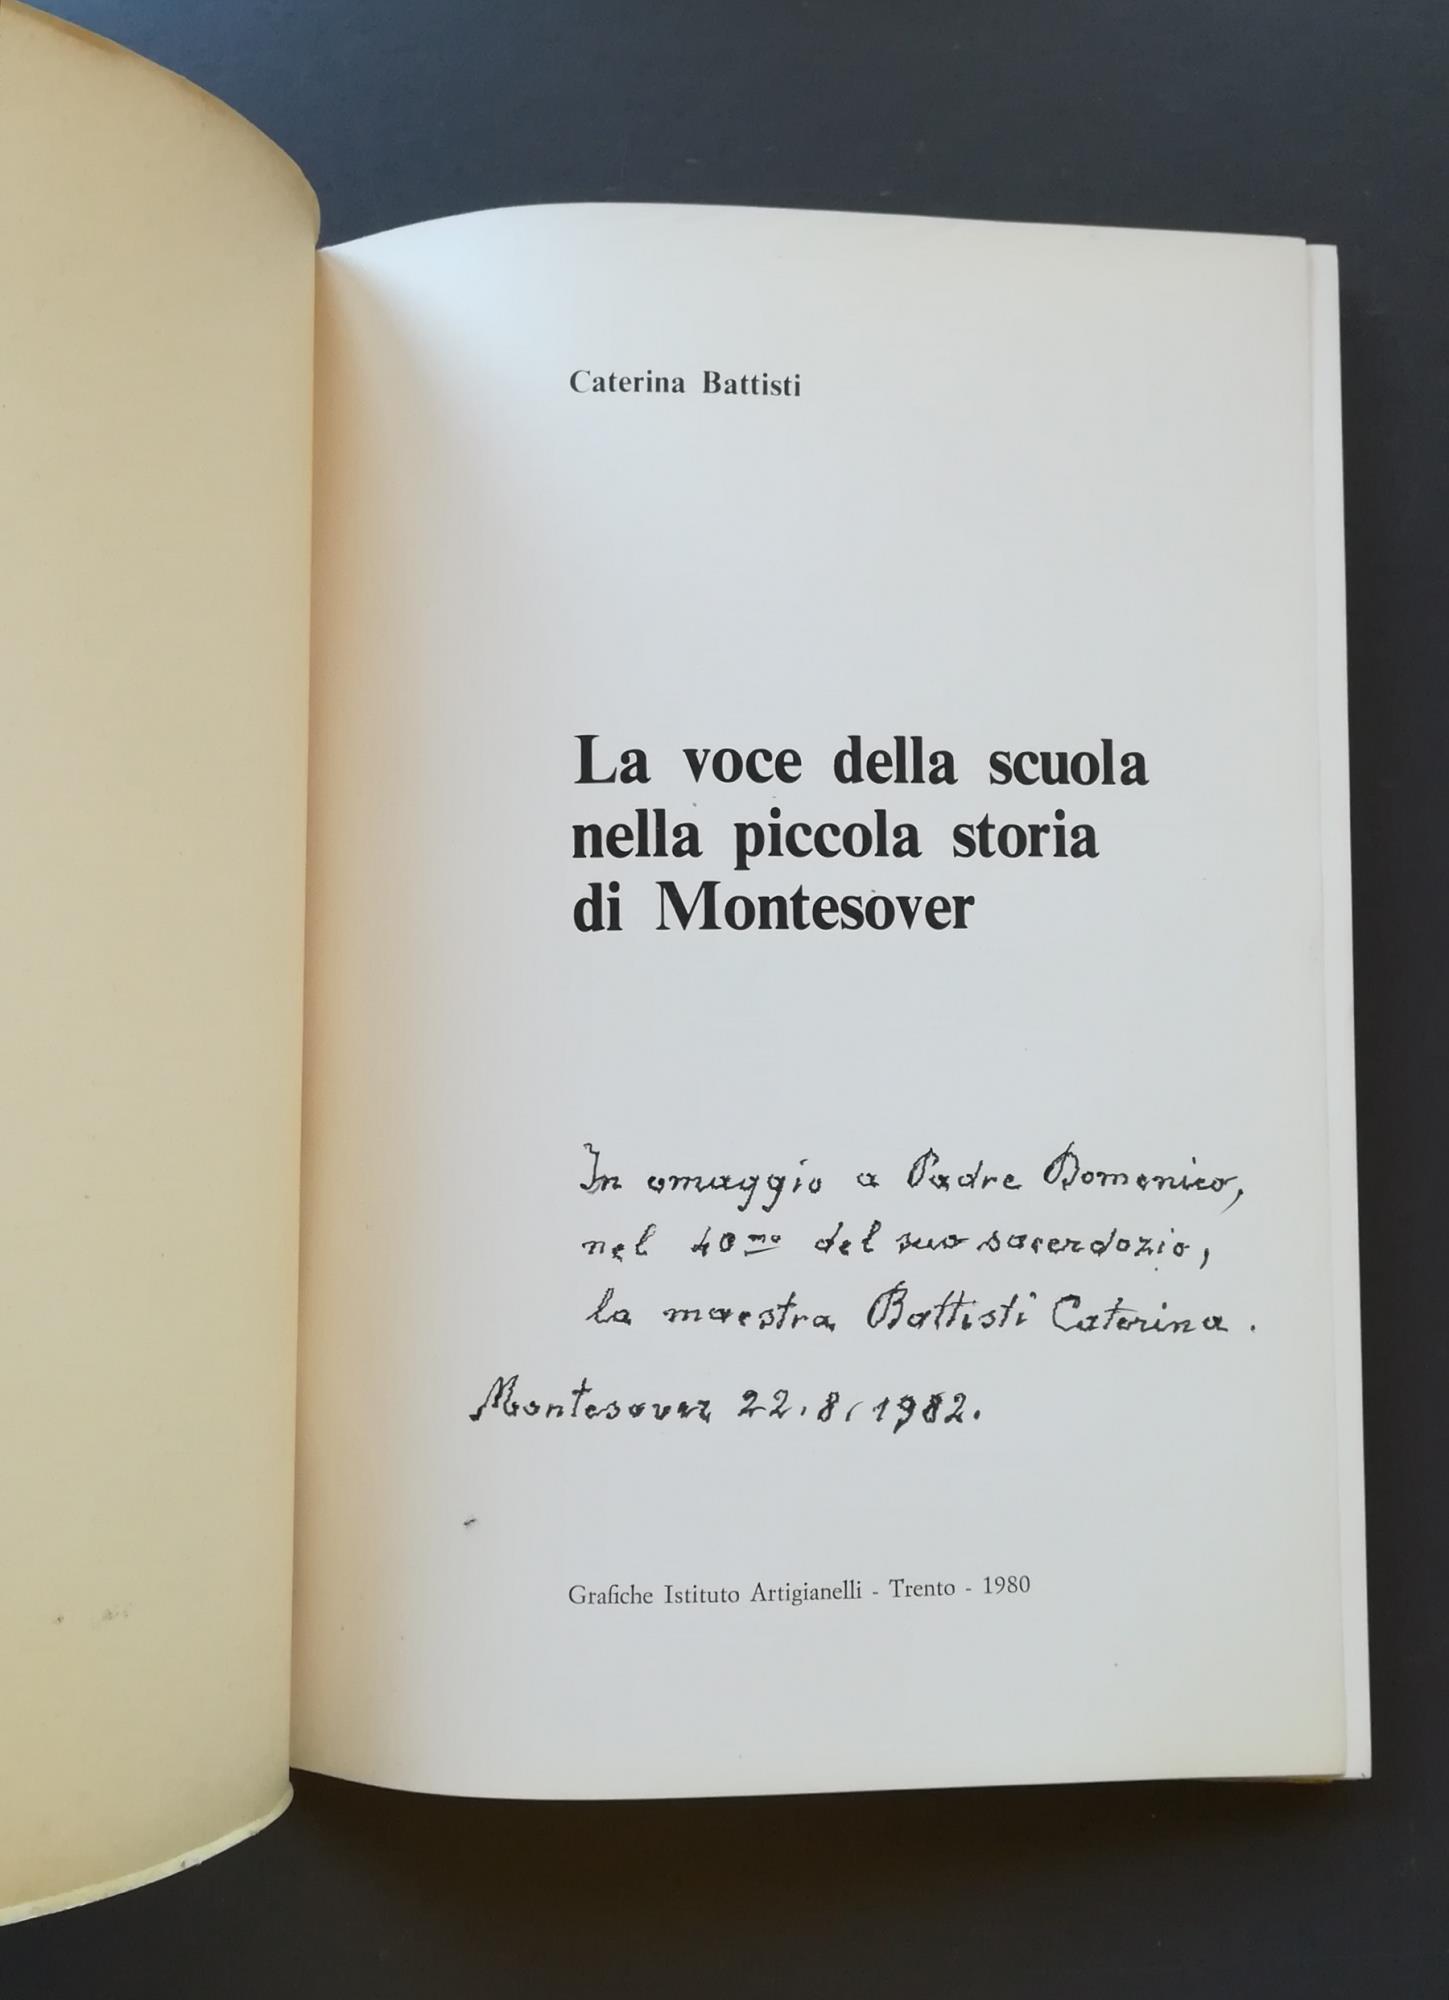 Caterina Battisti
La voce della scuola
nella piccola storia
di Montesover
In omaggio a Padre Domenico,
nel 40mo del suo sacerdozio,
la maestra Battisti Caterina.
Montesover 22.8.1982.
Grafiche Istituto Artigianelli - Trento - 1980